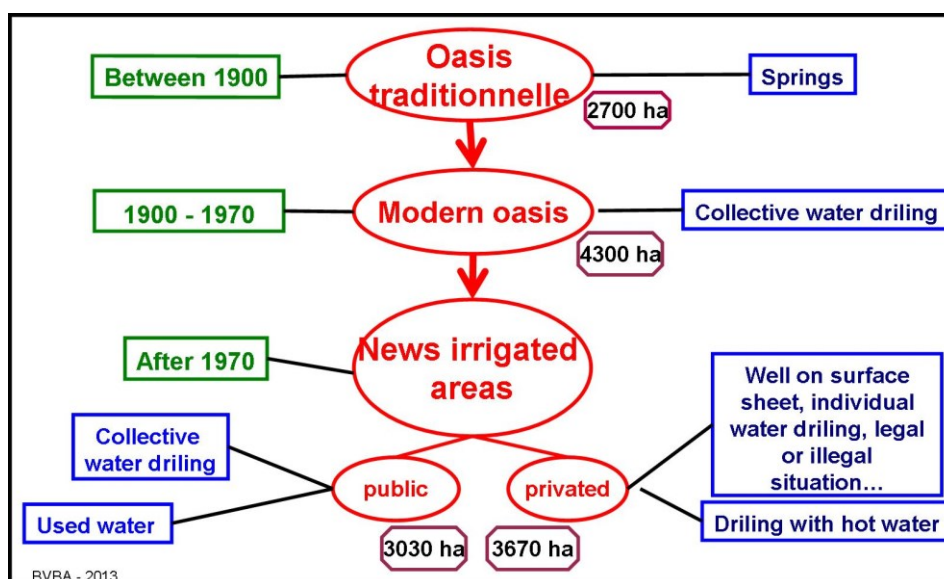 Oasis
traditionnelle
Between 1900
Springs
2700 ha
1900 - 1970
Modern oasis
Collective water driling
4300 ha
After 1970
News irrigated
areas
Well on surface
sheet, individual
water driling, legal
or illegal
situation…
Collective
water driling
public
privated
Used water
Driling with hot water
3030 ha
3670 ha
BVBA - 2013